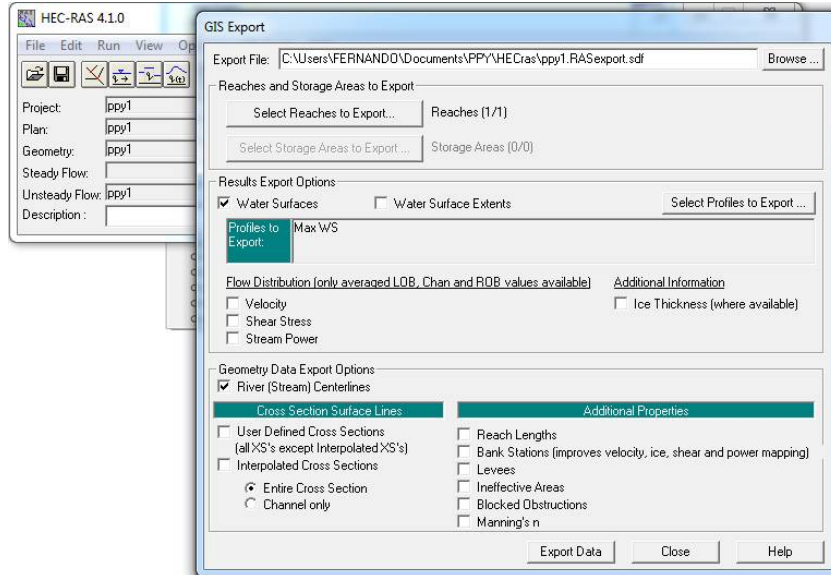 HEC-RAS 4.1.0
File Edit Run View Op
Project: ppy1
Plan: ppy1
Geometry: ppy1
Steady Flow:
Unsteady Flow: ppy1
Description :
GIS Export
Export File: C:\Users\FERNANDO\Documents\PPY\HECras\ppy1.RASexport.sdf Browse ...
Reaches and Storage Areas to Export
Select Reaches to Export... Reaches (1/1)
Select Storage Areas to Export ... Storage Areas (0/0)
Results Export Options
Water Surfaces Water Surface Extents Select Profiles to Export ...
Profiles to Export: Max WS
Flow Distribution (only averaged LOB, Chan and ROB values available) Additional Information
Velocity Ice Thickness (where available)
Shear Stress
Stream Power
Geometry Data Export Options
River (Stream) Centerlines
Cross Section Surface Lines Additional Properties
User Defined Cross Sections
(all XS's except Interpolated XS's)
Interpolated Cross Sections
Entire Cross Section
Channel only
Reach Lengths
Bank Stations (improves velocity, ice, shear and power mapping)
Levees
Ineffective Areas
Blocked Obstructions
Manning's n
Export Data Close Help